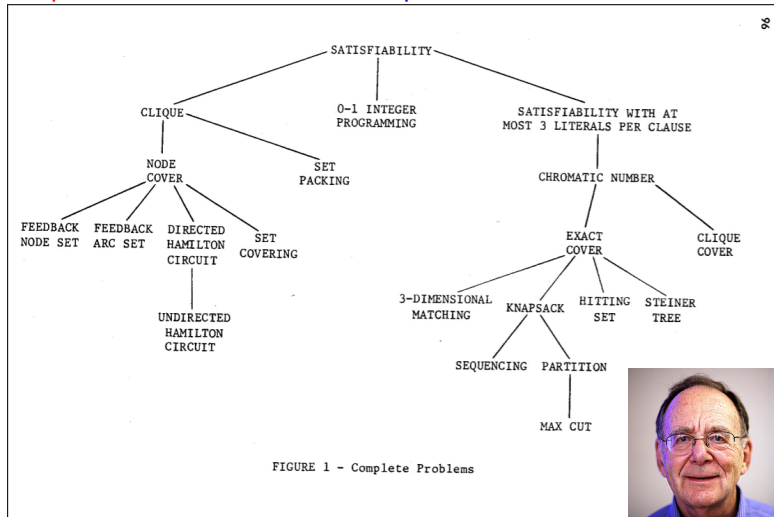 96
SATISFIABILITY
CLIQUE
0-1 INTEGER
PROGRAMMING
SATISFIABILITY WITH AT
MOST 3 LITERALS PER CLAUSE
NODE
COVER
SET
PACKING
CHROMATIC NUMBER
FEEDBACK
NODE SET
FEEDBACK
ARC SET
DIRECTED
HAMILTON
CIRCUIT
SET
COVERING
EXACT
COVER
CLIQUE
COVER
3-DIMENSIONAL
MATCHING
KNAPSACK
HITTING
SET
STEINER
TREE
UNDIRECTED
HAMILTON
CIRCUIT
SEQUENCING
PARTITION
MAX CUT
FIGURE 1 - Complete Problems